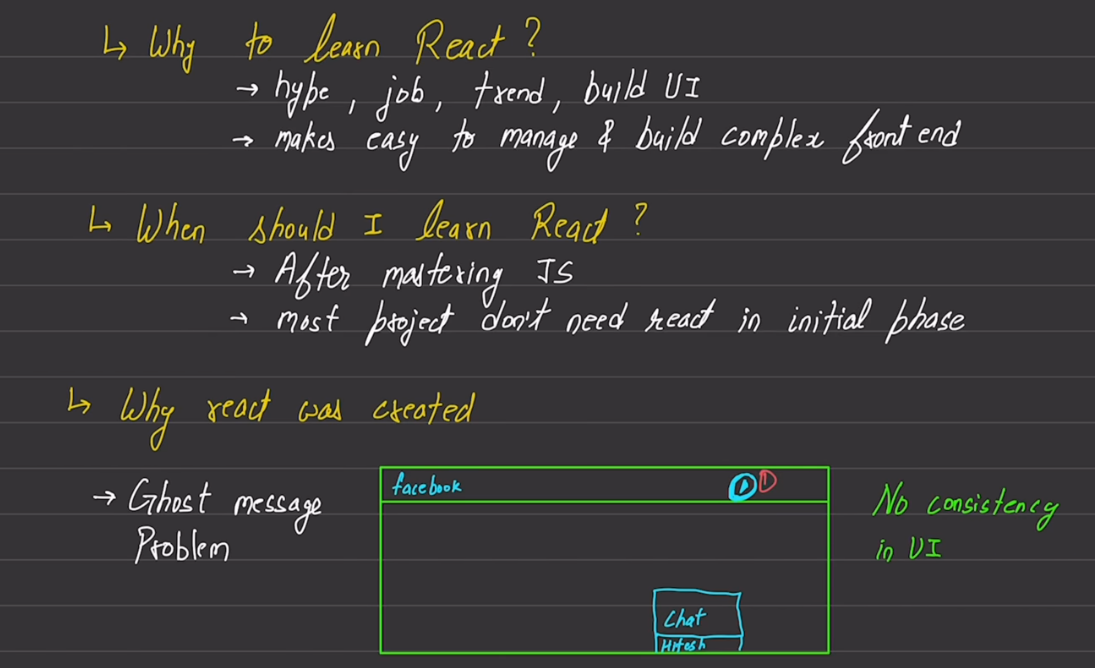 ↳ Why to learn React?
→ hype, job, trend, build UI
→ makes easy to manage & build complex front end
↳ When should I learn React?
→ After mastering JS
→ most project don't need react in initial phase
↳ Why react was created
→ Ghost message
Problem
facebook
1
No consistency
in UI
Chat
Hitesh